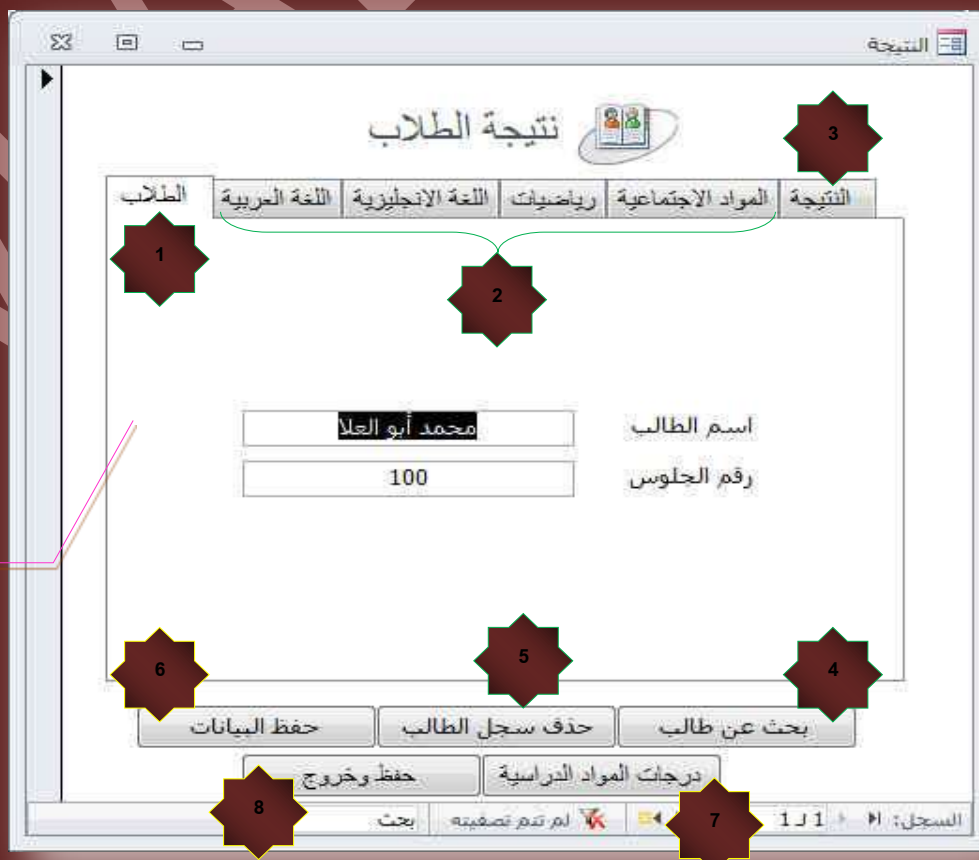 النتيجة
نتيجة الطلاب
3
النتيجة المواد الاجتماعية رياضيات اللغة الانجليزية اللغة العربية الطلاب
1
2
اسم الطالب محمد أبو العلا
رقم الجلوس 100
4
5
6
بحث عن طالب حذف سجل الطالب حفظ البيانات
درجات المواد الدراسية حفظ وخروج
7
8
السجل: 1 لـ 1 لم تتم تصفيته بحث